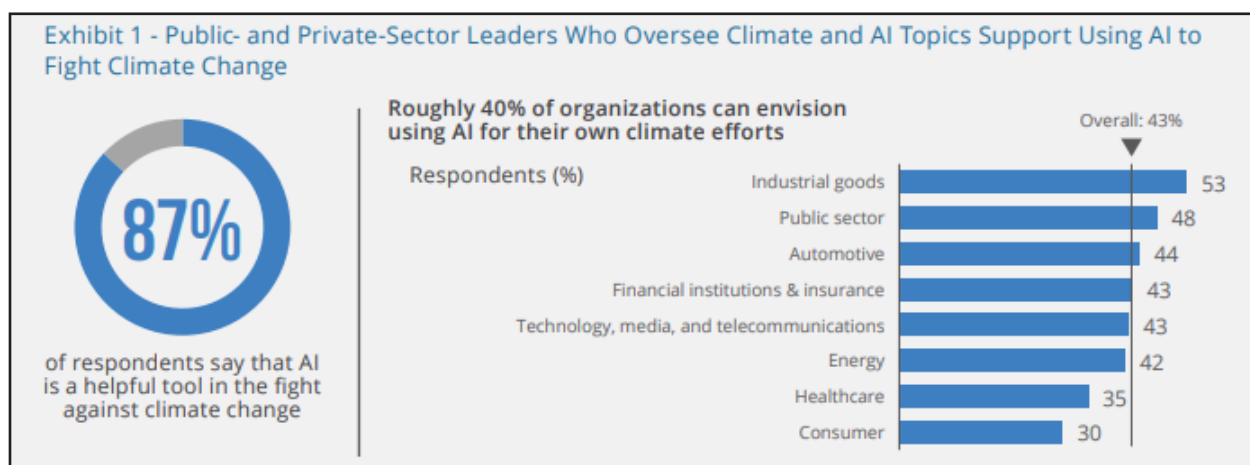 Exhibit 1 - Public- and Private-Sector Leaders Who Oversee Climate and AI Topics Support Using AI to
Fight Climate Change
87%
of respondents say that AI
is a helpful tool in the fight
against climate change
Roughly 40% of organizations can envision
using AI for their own climate efforts
Overall: 43%
Respondents (%)
Industrial goods 53
Public sector 48
Automotive 44
Financial institutions & insurance 43
Technology, media, and telecommunications 43
Energy 42
Healthcare 35
Consumer 30